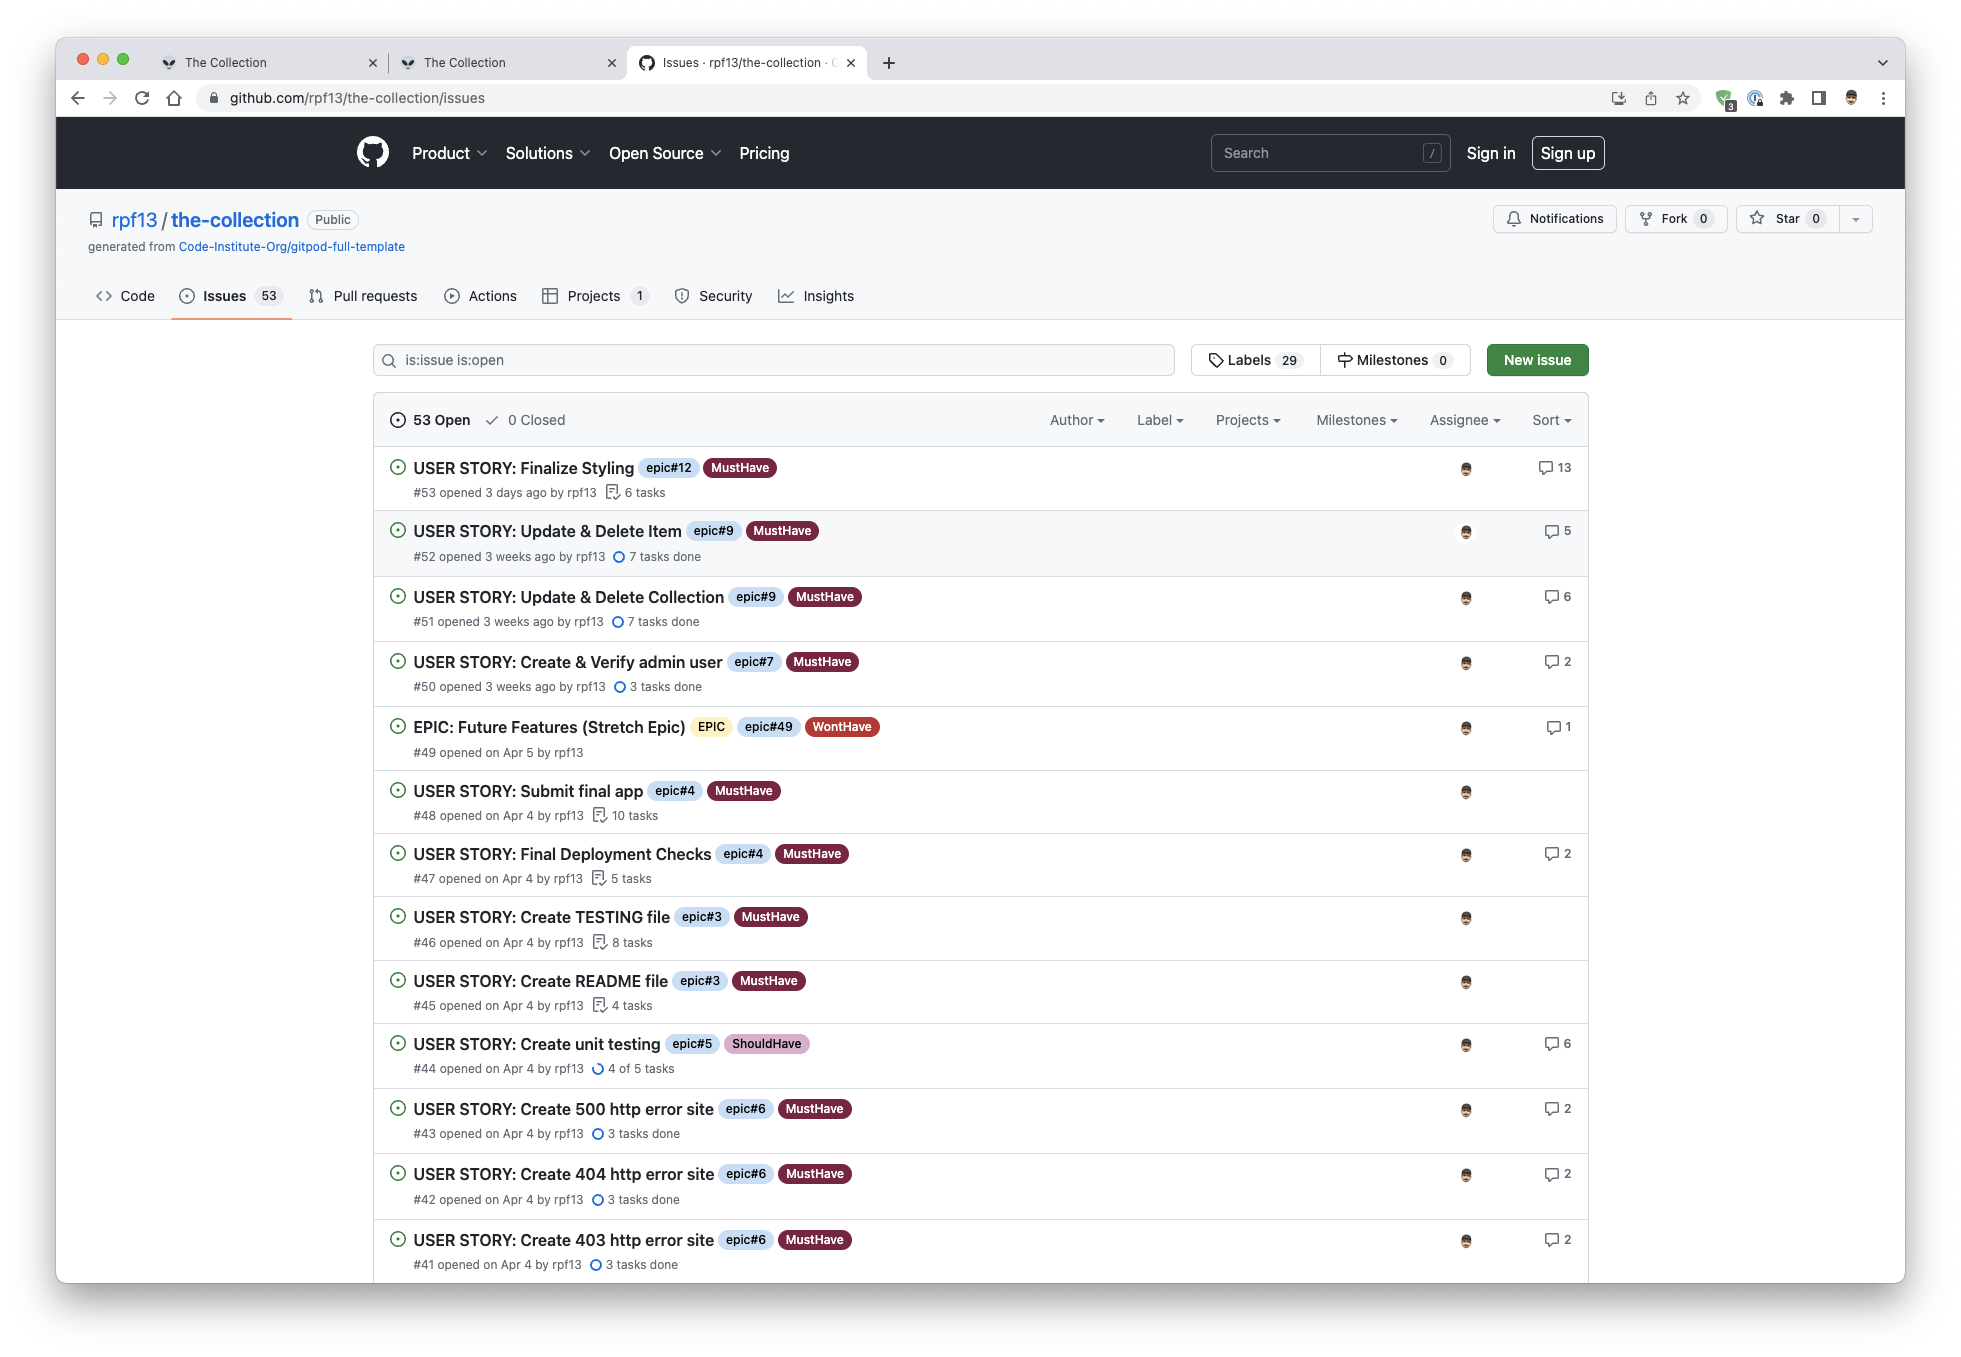 The Collection
The Collection
Issues · rpf13/the-collection ·
github.com/rpf13/the-collection/issues
3
Product
Solutions
Open Source
Pricing
Search
/
Sign in
Sign up
rpf13 / the-collection Public
Notifications
Fork 0
Star 0
generated from Code-Institute-Org/gitpod-full-template
Code
Issues 53
Pull requests
Actions
Projects 1
Security
Insights
is:issue is:open
Labels 29
Milestones 0
New issue
53 Open
0 Closed
Author
Label
Projects
Milestones
Assignee
Sort
USER STORY: Finalize Styling epic#12 MustHave 13
#53 opened 3 days ago by rpf13 6 tasks
USER STORY: Update & Delete Item epic#9 MustHave 5
#52 opened 3 weeks ago by rpf13 7 tasks done
USER STORY: Update & Delete Collection epic#9 MustHave 6
#51 opened 3 weeks ago by rpf13 7 tasks done
USER STORY: Create & Verify admin user epic#7 MustHave 2
#50 opened 3 weeks ago by rpf13 3 tasks done
EPIC: Future Features (Stretch Epic) EPIC epic#49 WontHave 1
#49 opened on Apr 5 by rpf13
USER STORY: Submit final app epic#4 MustHave
#48 opened on Apr 4 by rpf13 10 tasks
USER STORY: Final Deployment Checks epic#4 MustHave 2
#47 opened on Apr 4 by rpf13 5 tasks
USER STORY: Create TESTING file epic#3 MustHave
#46 opened on Apr 4 by rpf13 8 tasks
USER STORY: Create README file epic#3 MustHave
#45 opened on Apr 4 by rpf13 4 tasks
USER STORY: Create unit testing epic#5 ShouldHave 6
#44 opened on Apr 4 by rpf13 4 of 5 tasks
USER STORY: Create 500 http error site epic#6 MustHave 2
#43 opened on Apr 4 by rpf13 3 tasks done
USER STORY: Create 404 http error site epic#6 MustHave 2
#42 opened on Apr 4 by rpf13 3 tasks done
USER STORY: Create 403 http error site epic#6 MustHave 2
#41 opened on Apr 4 by rpf13 3 tasks done